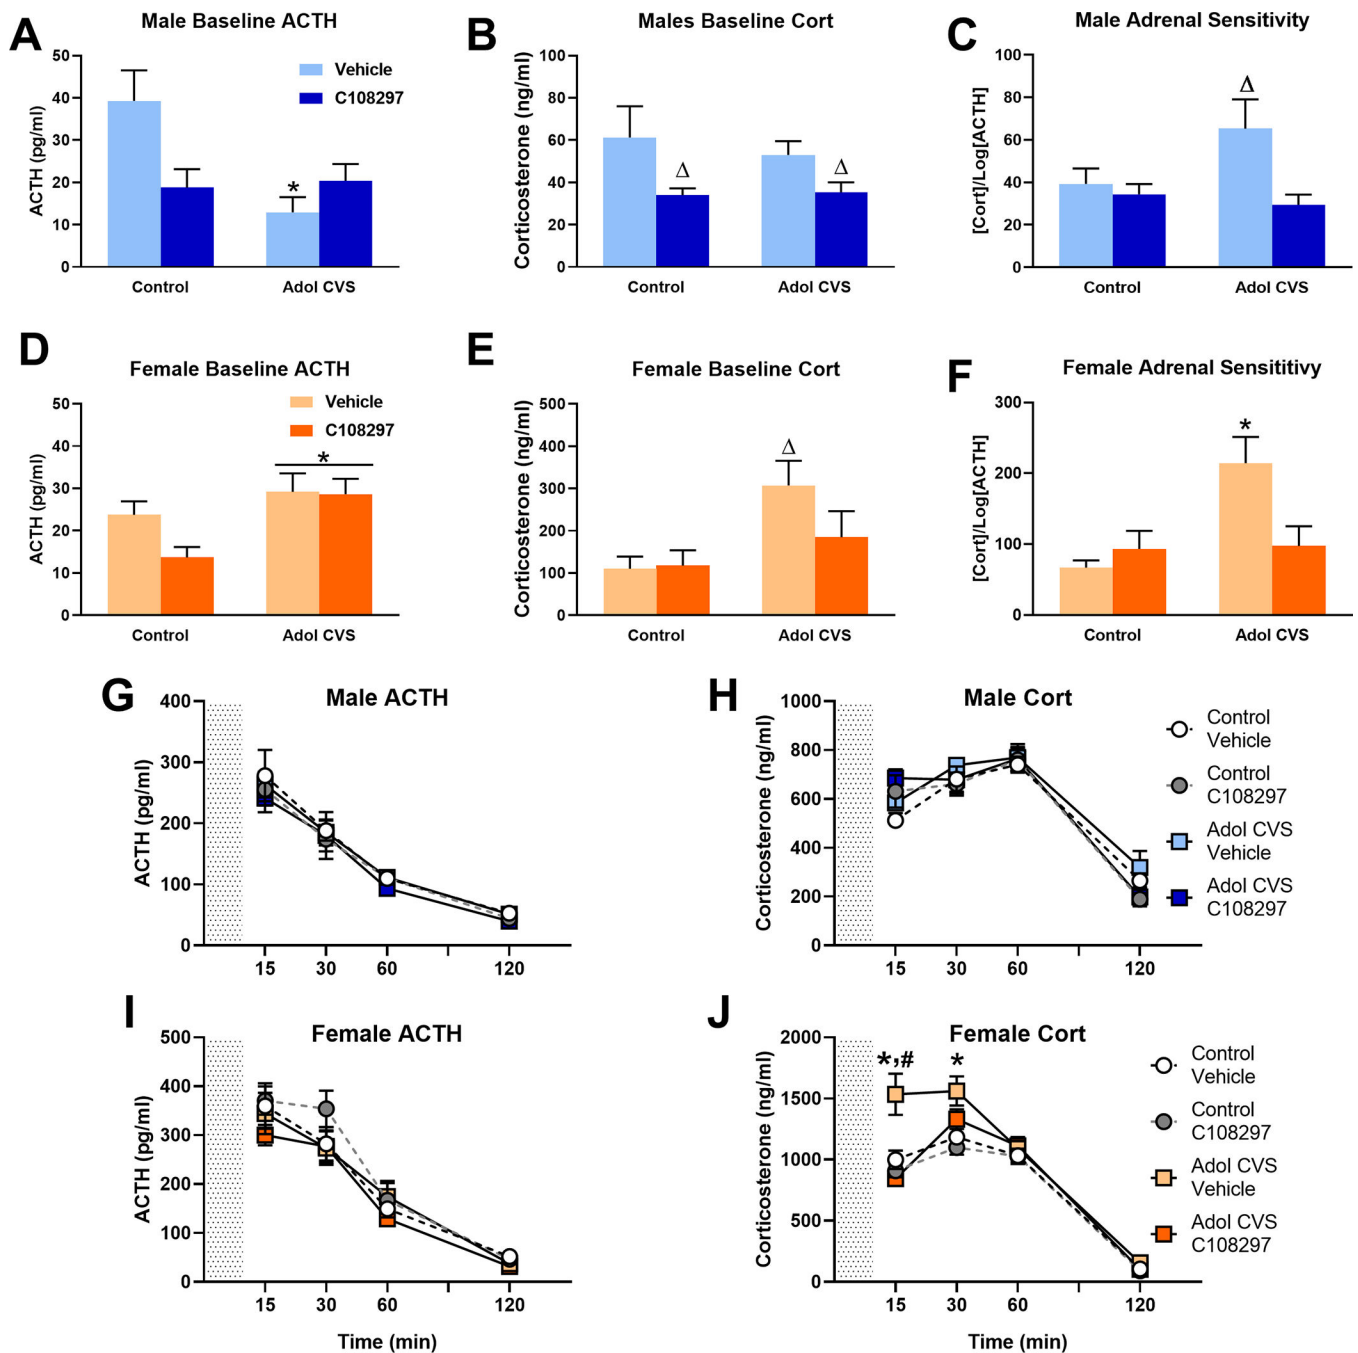 A
Male Baseline ACTH
ACTH (pg/ml)
50
40
30
20
10
0
Vehicle
C108297
*
Control
Adol CVS
B
Males Baseline Cort
Corticosterone (ng/ml)
100
80
60
40
20
0
Δ
Δ
Control
Adol CVS
C
Male Adrenal Sensitivity
[Cort]/Log[ACTH]
100
80
60
40
20
0
Δ
Control
Adol CVS
D
Female Baseline ACTH
ACTH (pg/ml)
50
40
30
20
10
0
Vehicle
C108297
*
Control
Adol CVS
E
Female Baseline Cort
Corticosterone (ng/ml)
500
400
300
200
100
0
Δ
Control
Adol CVS
F
Female Adrenal Sensititivy
[Cort]/Log[ACTH]
300
200
100
0
*
Control
Adol CVS
G
Male ACTH
ACTH (pg/ml)
400
300
200
100
0
15
30
60
120
H
Male Cort
Corticosterone (ng/ml)
1000
800
600
400
200
0
15
30
60
120
Control
Vehicle
Control
C108297
Adol CVS
Vehicle
Adol CVS
C108297
I
Female ACTH
ACTH (pg/ml)
500
400
300
200
100
0
15
30
60
120
Time (min)
J
Female Cort
Corticosterone (ng/ml)
2000
1500
1000
500
0
*,#
*
15
30
60
120
Time (min)
Control
Vehicle
Control
C108297
Adol CVS
Vehicle
Adol CVS
C108297